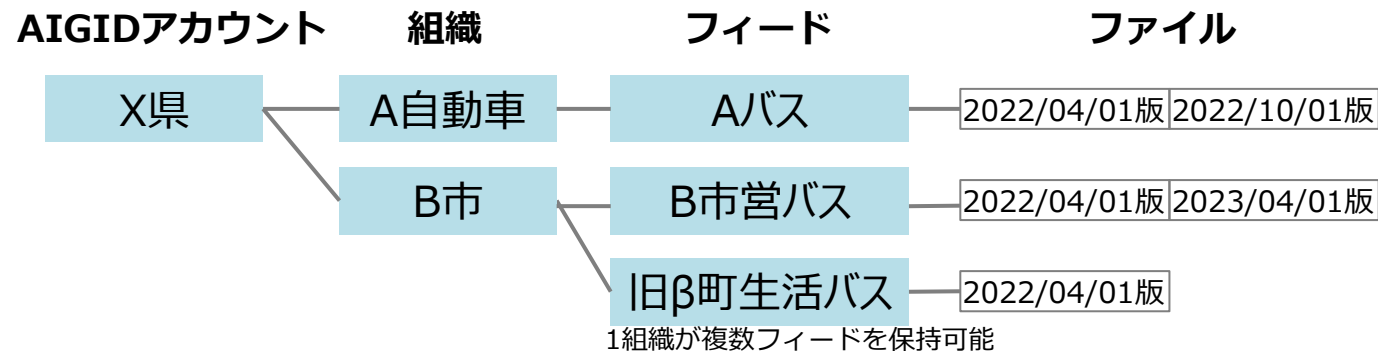 AIGIDアカウント 組織 フィード ファイル
X県 A自動車 Aバス 2022/04/01版 2022/10/01版
B市 B市営バス 2022/04/01版 2023/04/01版
旧β町生活バス 2022/04/01版
1組織が複数フィードを保持可能